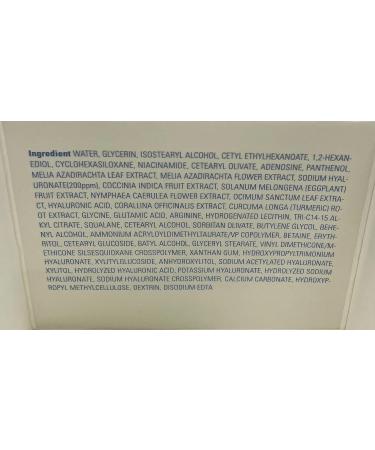 Ingredient WATER, GLYCERIN, ISOSTEARYL ALCOHOL, CETYL ETHYLHEXANOATE, 1,2-HEXAN-
EDIOL, CYCLOHEXASILOXANE, NIACINAMIDE, CETEARYL OLIVATE, ADENOSINE, PANTHENOL,
MELIA AZADIRACHTA LEAF EXTRACT, MELIA AZADIRACHTA FLOWER EXTRACT, SODIUM HYAL-
URONATE(200ppm), COCCINIA INDICA FRUIT EXTRACT, SOLANUM MELONGENA (EGGPLANT)
FRUIT EXTRACT, NYMPHAEA CAERULEA FLOWER EXTRACT, OCIMUM SANCTUM LEAF EXTRA-
CT, HYALURONIC ACID, CORALLINA OFFICINALIS EXTRACT, CURCUMA LONGA (TURMERIC) RO-
OT EXTRACT, GLYCINE, GLUTAMIC ACID, ARGININE, HYDROGENATED LECITHIN, TRI-C14-15 AL-
KYL CITRATE, SQUALANE, CETEARYL ALCOHOL, SORBITAN OLIVATE, BUTYLENE GLYCOL, BEHE-
NYL ALCOHOL, AMMONIUM ACRYLOYLDIMETHYLTAURATE/VP COPOLYMER, BETAINE, ERYTH-
RITOL, CETEARYL GLUCOSIDE, BATYL ALCOHOL, GLYCERYL STEARATE, VINYL DIMETHICONE/M-
ETHICONE SILSESQUIOXANE CROSSPOLYMER, XANTHAN GUM, HYDROXYPROPYLTRIMONIUM
HYALURONATE, XYLITYLGLUCOSIDE, ANHYDROXYLITOL, SODIUM ACETYLATED HYALURONATE,
XYLITOL, HYDROLYZED HYALURONIC ACID, POTASSIUM HYALURONATE, HYDROLYZED SODIUM
HYALURONATE, SODIUM HYALURONATE CROSSPOLYMER, CALCIUM CARBONATE, HYDROXYP-
ROPYL METHYLCELLULOSE, DEXTRIN, DISODIUM EDTA